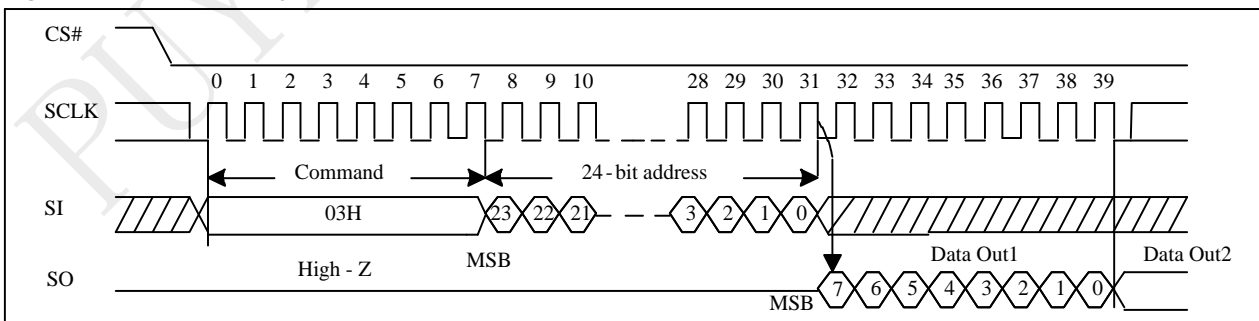 CS#
0 1 2 3 4 5 6 7 8 9 10 28 29 30 31 32 33 34 35 36 37 38 39
SCLK
Command 24-bit address
SI 03H 23 22 21 3 2 1 0
Data Out1 Data Out2
High - Z MSB
SO 7 6 5 4 3 2 1 0
MSB
PUY